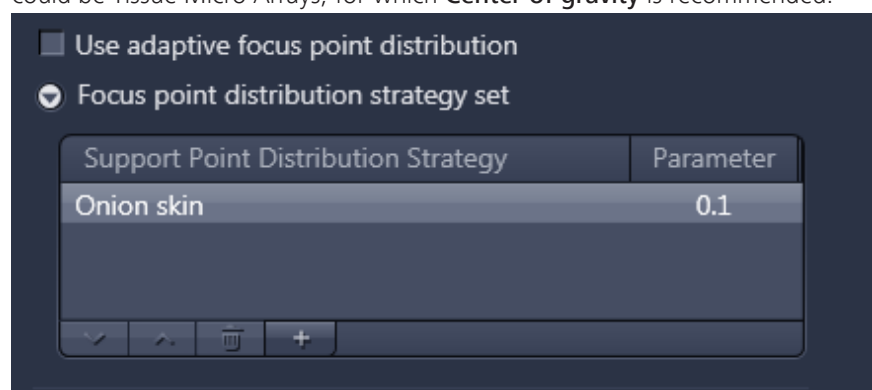 could be Tissue Micro Arrays, for which Center of gravity is recommended.
Use adaptive focus point distribution
Focus point distribution strategy set
Support Point Distribution Strategy Parameter
Onion skin 0.1